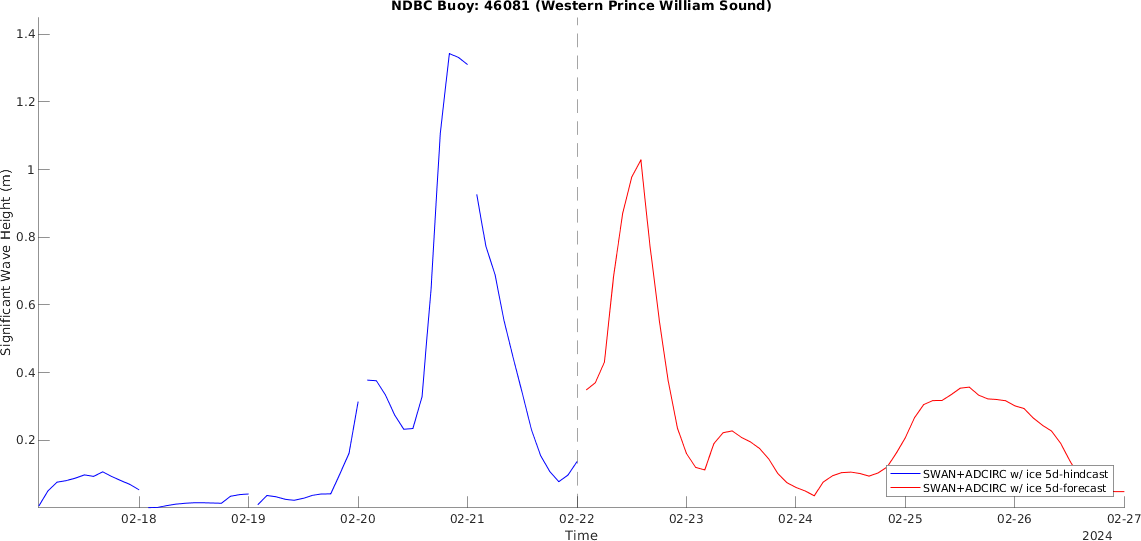 NDBC Buoy: 46081 (Western Prince William Sound)
1.4
1.2
1
0.8
0.6
0.4
0.2
Significant Wave Height (m)
SWAN+ADCIRC w/ ice 5d-hindcast
SWAN+ADCIRC w/ ice 5d-forecast
02-18 02-19 02-20 02-21 02-22 02-23 02-24 02-25 02-26 02-27
Time
2024